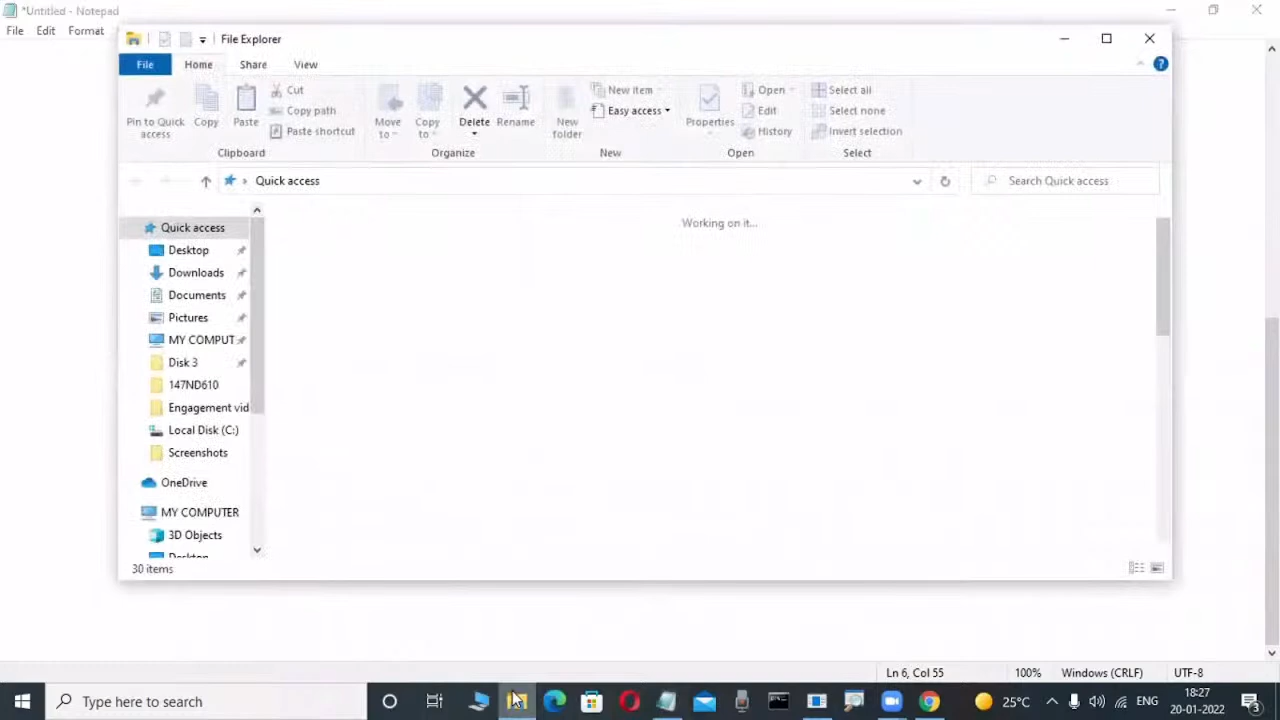 *Untitled - Notepad
File Edit Format
File Explorer
File Home Share View
Pin to Quick access
Copy
Paste
Cut
Copy path
Paste shortcut
Clipboard
Move to
Copy to
Delete
Rename
Organize
New folder
New item
Easy access
New
Properties
Open
Edit
History
Open
Select all
Select none
Invert selection
Select
Quick access
Search Quick access
Working on it...
Quick access
Desktop
Downloads
Documents
Pictures
MY COMPUT
Disk 3
147ND610
Engagement vid
Local Disk (C:)
Screenshots
OneDrive
MY COMPUTER
3D Objects
Desktop
30 items
Ln 6, Col 55 100% Windows (CRLF) UTF-8
Type here to search
25°C
ENG
18:27
20-01-2022
3